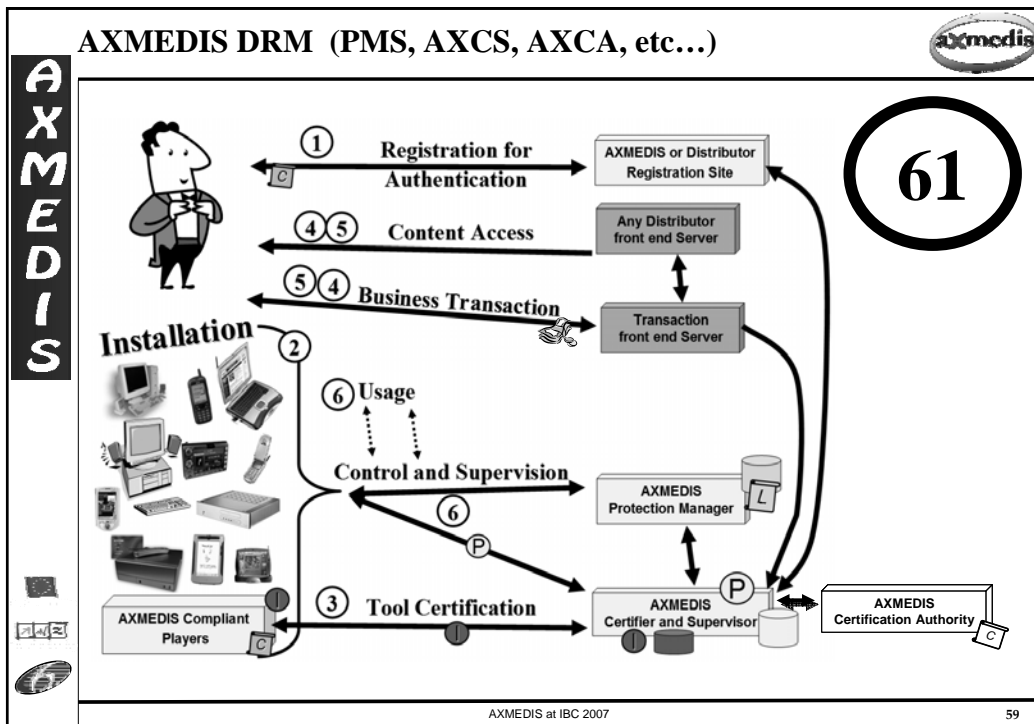 AXMEDIS DRM (PMS, AXCS, AXCA, etc…)
axmedis
AXMEDIS
61
1
Registration for
Authentication
C
AXMEDIS or Distributor
Registration Site
4 5
Content Access
Any Distributor
front end Server
5 4
Business Transaction
Transaction
front end Server
Installation
2
6 Usage
Control and Supervision
6
P
AXMEDIS
Protection Manager
L
3
Tool Certification
I
I
AXMEDIS Compliant
Players
C
P
AXMEDIS
Certifier and Supervisor
I
AXMEDIS
Certification Authority
C
6
AXMEDIS at IBC 2007
59